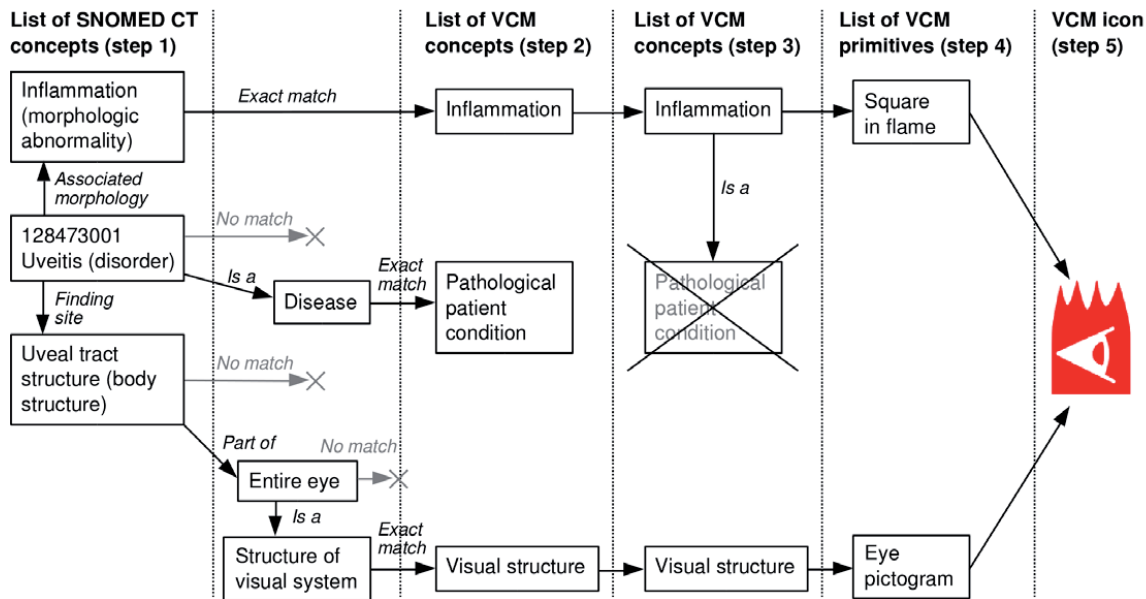 List of SNOMED CT
concepts (step 1)
List of VCM
concepts (step 2)
List of VCM
concepts (step 3)
List of VCM
primitives (step 4)
VCM icon
(step 5)
Inflammation
(morphologic
abnormality)
Exact match
Inflammation
Inflammation
Square
in flame
Associated
morphology
Is a
128473001
Uveitis (disorder)
No match
Is a
Disease
Exact
match
Pathological
patient
condition
Pathological
patient
condition
Finding
site
Uveal tract
structure (body
structure)
No match
Part of
No match
Entire eye
Is a
Structure of
visual system
Exact
match
Visual structure
Visual structure
Eye
pictogram